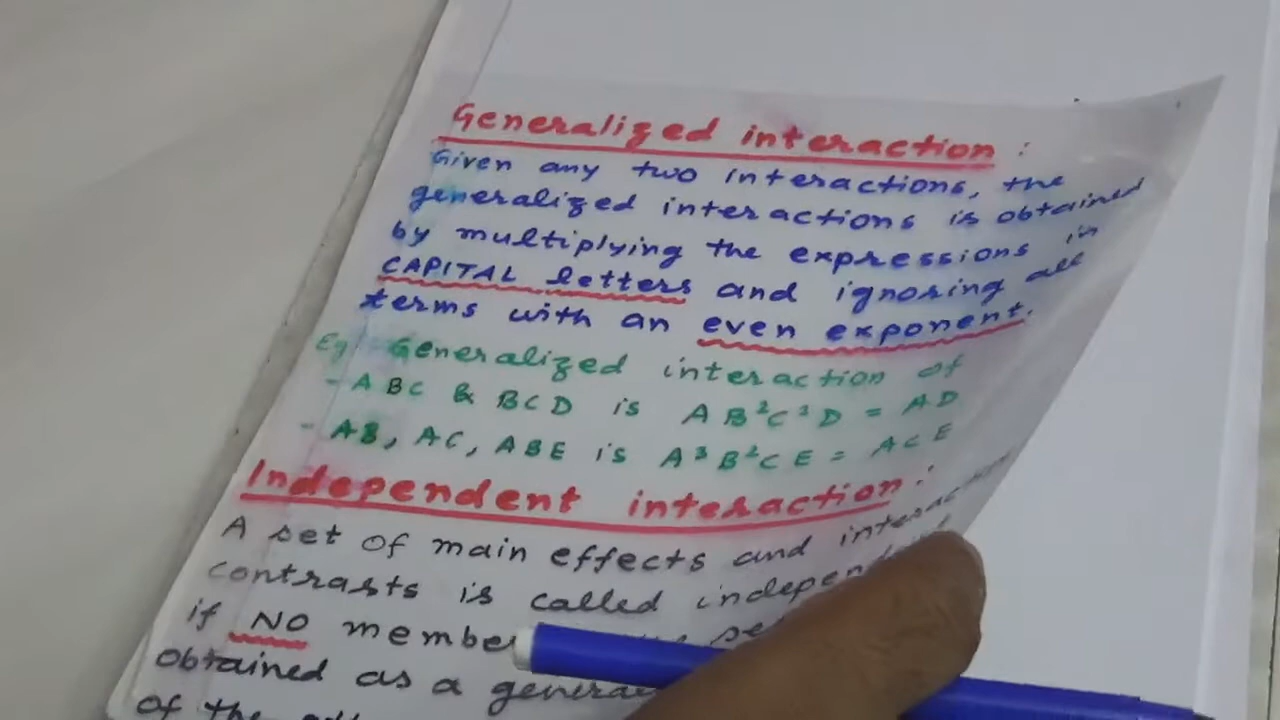 Generalized interaction :
Given any two interactions, the
generalized interactions is obtained
by multiplying the expressions in
CAPITAL letters and ignoring all
terms with an even exponent.
Eg Generalized interaction of
- ABC & BCD is AB²C²D = AD
- AB, AC, ABE is A³B²CE = ACE
Independent interaction :
A set of main effects and
contrasts is called
if NO
obtained as a
of the